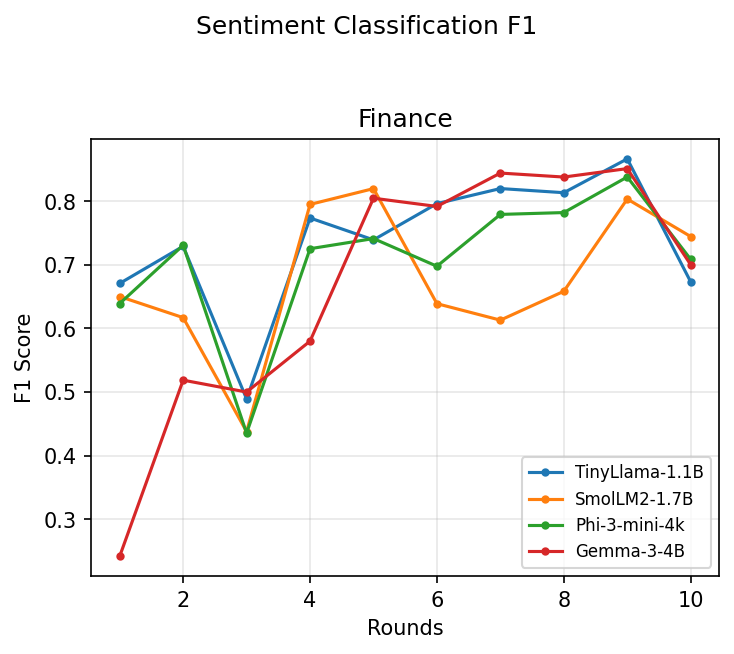 Sentiment Classification F1
Finance
F1 Score
0.8
0.7
0.6
0.5
0.4
0.3
2 4 6 8 10
Rounds
TinyLlama-1.1B
SmolLM2-1.7B
Phi-3-mini-4k
Gemma-3-4B